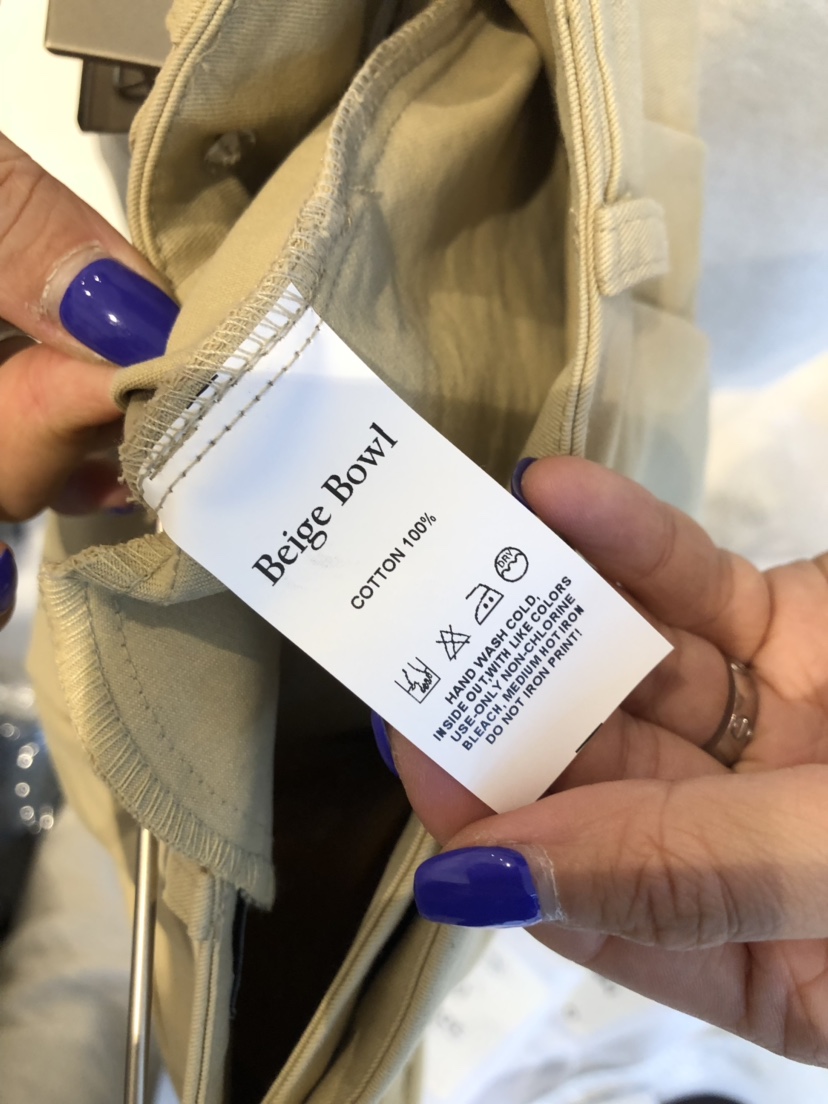 Beige Bowl
COTTON 100%
DRY
HAND WASH COLD,
INSIDE OUT,WITH LIKE COLORS
USE-ONLY NON-CHLORINE
BLEACH, MEDIUM HOT IRON
DO NOT IRON PRINT!